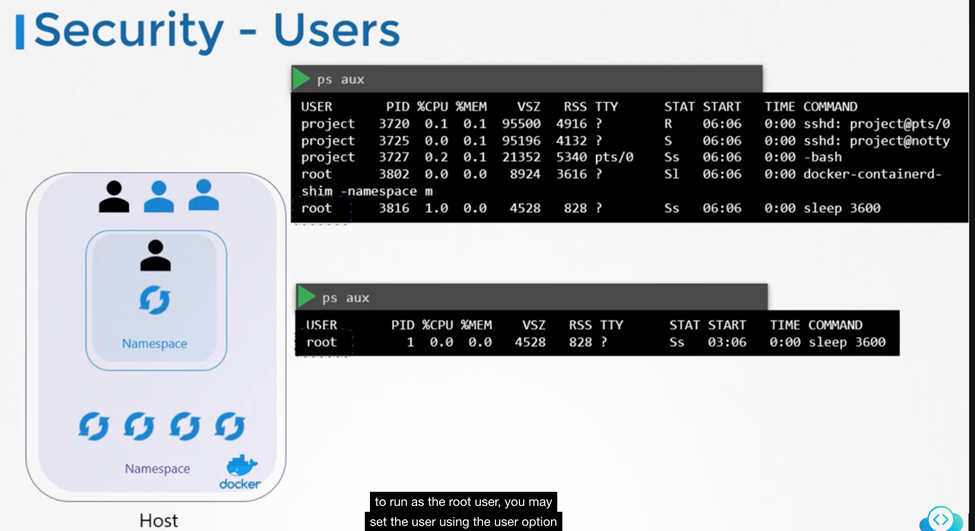 Security - Users
ps aux
USER PID %CPU %MEM VSZ RSS TTY STAT START TIME COMMAND
project 3720 0.1 0.1 95500 4916 ? R 06:06 0:00 sshd: project@pts/0
project 3725 0.0 0.1 95196 4132 ? S 06:06 0:00 sshd: project@notty
project 3727 0.2 0.1 21352 5340 pts/0 Ss 06:06 0:00 -bash
root 3802 0.0 0.0 8924 3616 ? Sl 06:06 0:00 docker-containerd-
shim -namespace m
root 3816 1.0 0.0 4528 828 ? Ss 06:06 0:00 sleep 3600
ps aux
USER PID %CPU %MEM VSZ RSS TTY STAT START TIME COMMAND
root 1 0.0 0.0 4528 828 ? Ss 03:06 0:00 sleep 3600
Namespace
Namespace
docker
Host
to run as the root user, you may
set the user using the user option